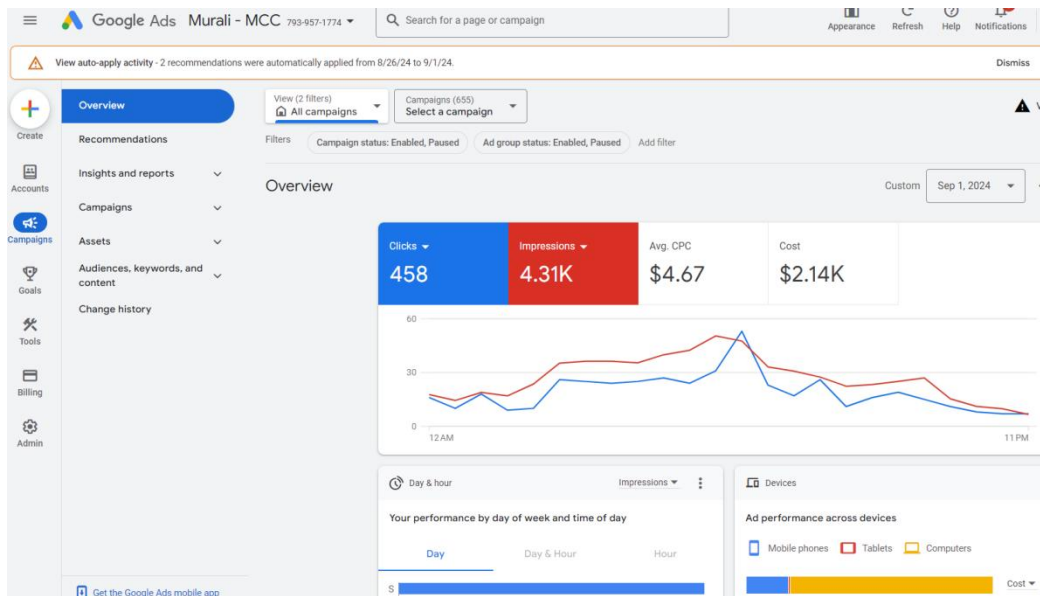 Google Ads Murali - MCC 793-957-1774
Search for a page or campaign
Appearance Refresh Help Notifications
View auto-apply activity - 2 recommendations were automatically applied from 8/26/24 to 9/1/24.
Dismiss
Create
Accounts
Campaigns
Goals
Tools
Billing
Admin
Overview
Recommendations
Insights and reports
Campaigns
Assets
Audiences, keywords, and
content
Change history
Get the Google Ads mobile app
View (2 filters)
All campaigns
Campaigns (655)
Select a campaign
Filters
Campaign status: Enabled, Paused
Ad group status: Enabled, Paused
Add filter
Overview
Custom
Sep 1, 2024
Clicks
458
Impressions
4.31K
Avg. CPC
$4.67
Cost
$2.14K
60
30
0
12 AM
11 PM
Day & hour
Impressions
Your performance by day of week and time of day
Day
Day & Hour
Hour
S
Devices
Ad performance across devices
Mobile phones
Tablets
Computers
Cost